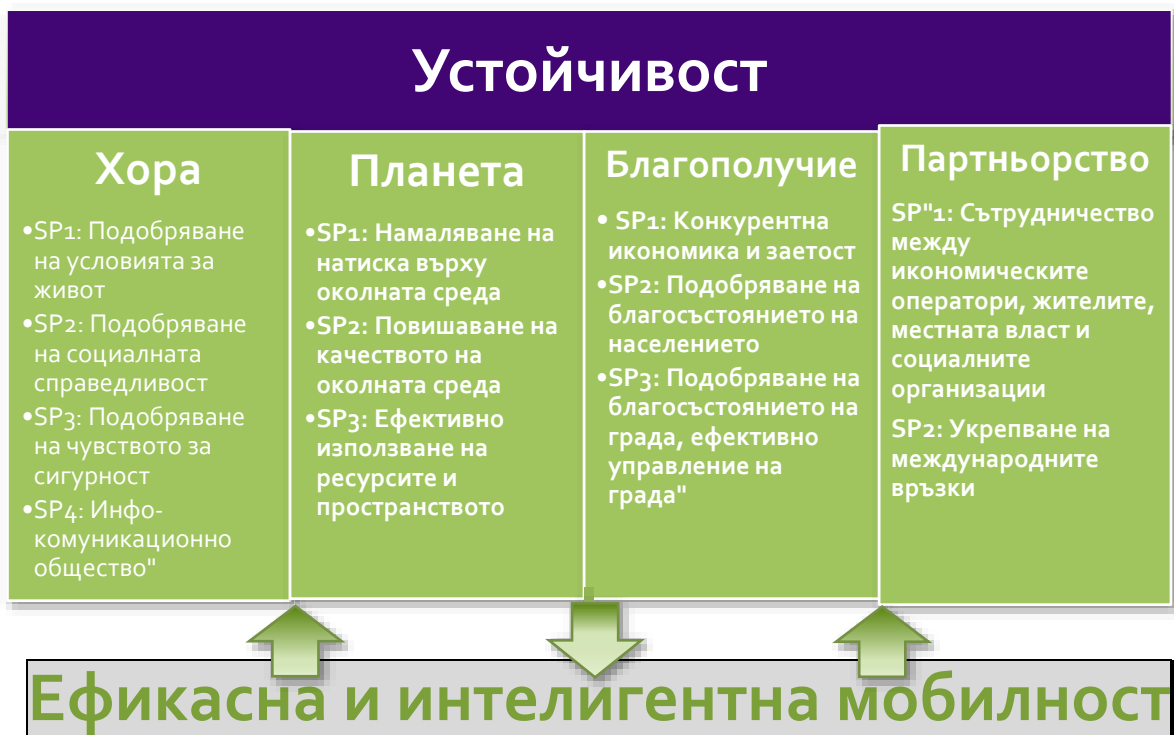 Устойчивост
Хора
•SP1: Подобряване
на условията за
живот
•SP2: Подобряване
на социалната
справедливост
•SP3: Подобряване
на чувството за
сигурност
•SP4: Инфо-
комуникационно
общество"
Планета
•SP1: Намаляване на
натиска върху
околната среда
•SP2: Повишаване на
качеството на
околната среда
•SP3: Ефективно
използване на
ресурсите и
пространството
Благополучие
• SP1: Конкурентна
икономика и заетост
•SP2: Подобряване на
благосъстоянието на
населението
•SP3: Подобряване на
благосъстоянието на
града, ефективно
управление на
града"
Партньорство
SP"1: Сътрудничество
между
икономическите
оператори, жителите,
местната власт и
социалните
организации
SP2: Укрепване на
международните
връзки
Ефикасна и интелигентна мобилност